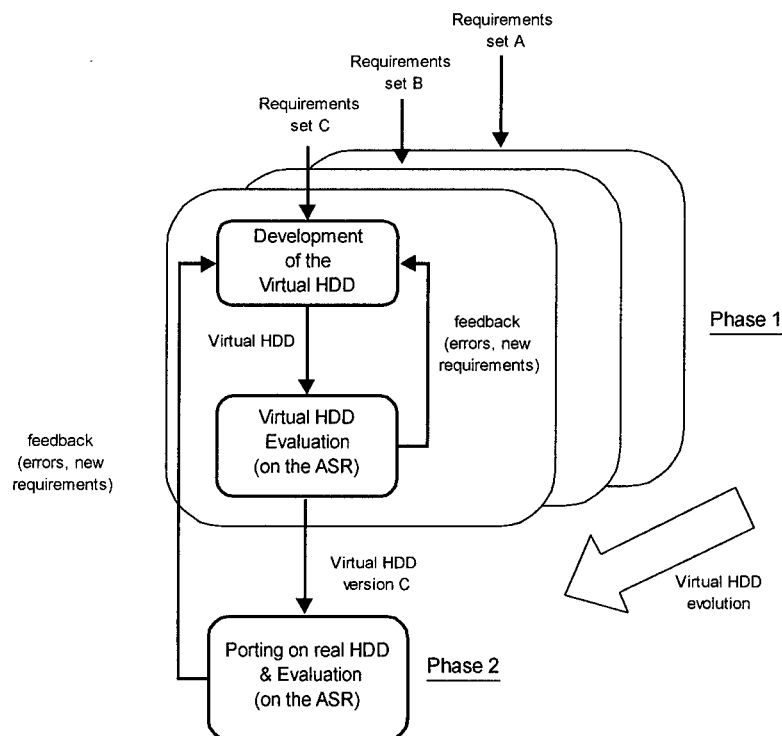 Requirements
set A
Requirements
set B
Requirements
set C
Development
of the
Virtual HDD
Phase 1
feedback
(errors, new
requirements)
Virtual HDD
Virtual HDD
Evaluation
(on the ASR)
feedback
(errors, new
requirements)
Virtual HDD
version C
Virtual HDD
evolution
Porting on real HDD
& Evaluation
(on the ASR)
Phase 2